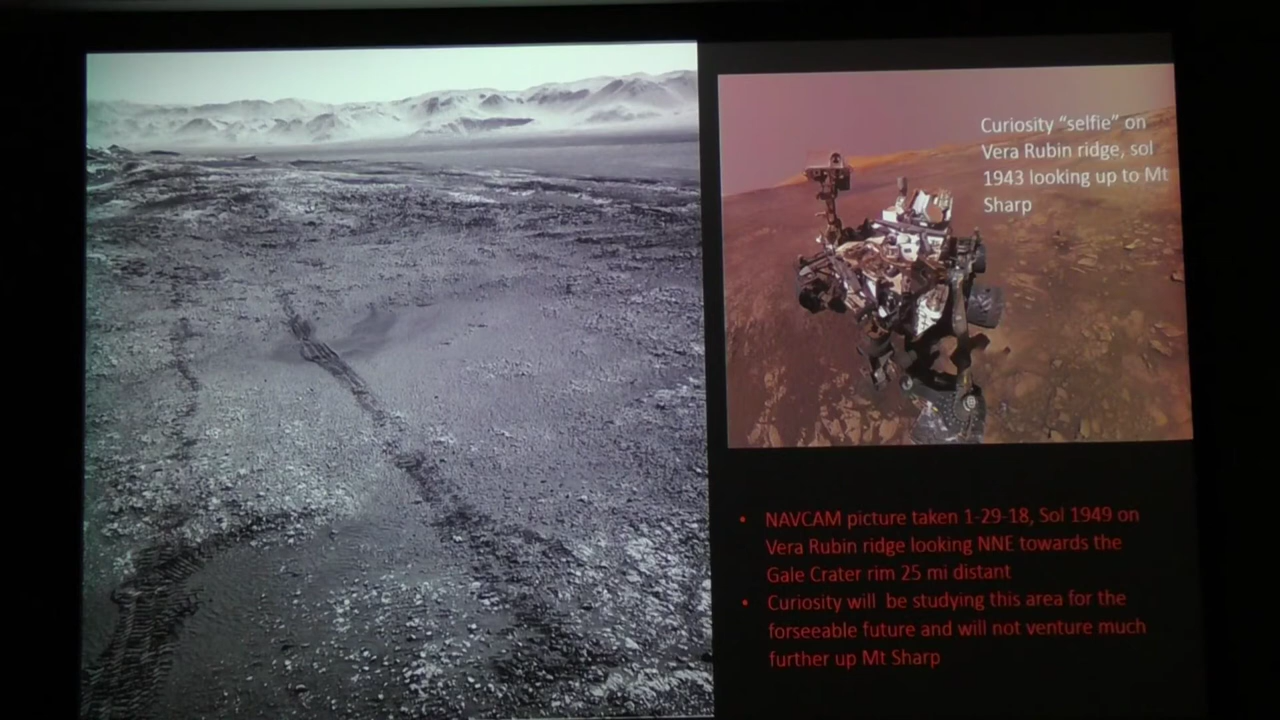 Curiosity “selfie” on
Vera Rubin ridge, sol
1943 looking up to Mt
Sharp
• NAVCAM picture taken 1-29-18, Sol 1949 on
Vera Rubin ridge looking NNE towards the
Gale Crater rim 25 mi distant
• Curiosity will be studying this area for the
forseeable future and will not venture much
further up Mt Sharp